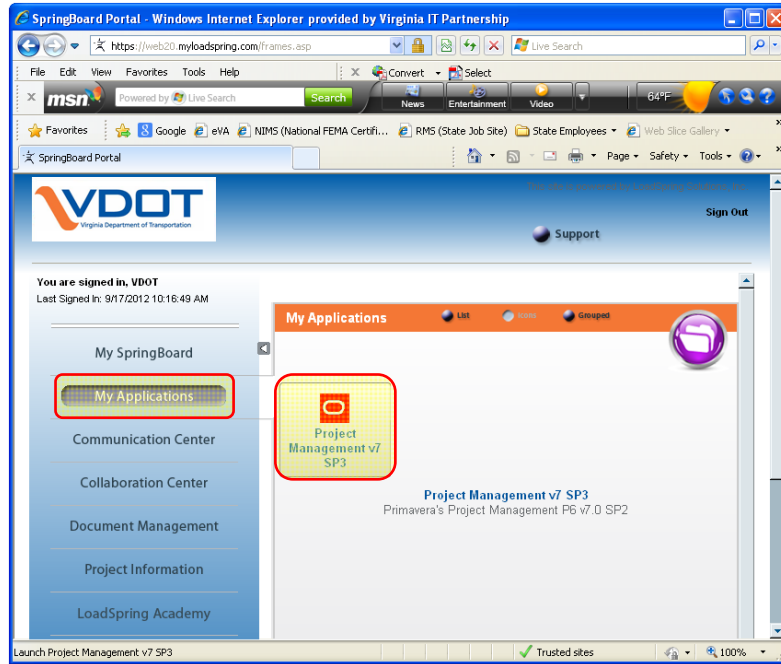 SpringBoard Portal - Windows Internet Explorer provided by Virginia IT Partnership
https://web20.myloadspring.com/frames.asp
Live Search
File Edit View Favorites Tools Help
X Convert Select
msn Powered by Live Search Search News Entertainment Video 64°F
Favorites Google eVA NIMS (National FEMA Certifi... RMS (State Job Site) State Employees Web Slice Gallery
SpringBoard Portal
Page Safety Tools
VDOT
Virginia Department of Transportation
Sign Out
Support
You are signed in, VDOT
Last Signed In: 9/17/2012 10:16:49 AM
My Applications List Icons Grouped
My SpringBoard
My Applications
Communication Center
Collaboration Center
Document Management
Project Information
LoadSpring Academy
Project
Management v7
SP3
Project Management v7 SP3
Primavera's Project Management P6 v7.0 SP2
Launch Project Management v7 SP3
Trusted sites
100%